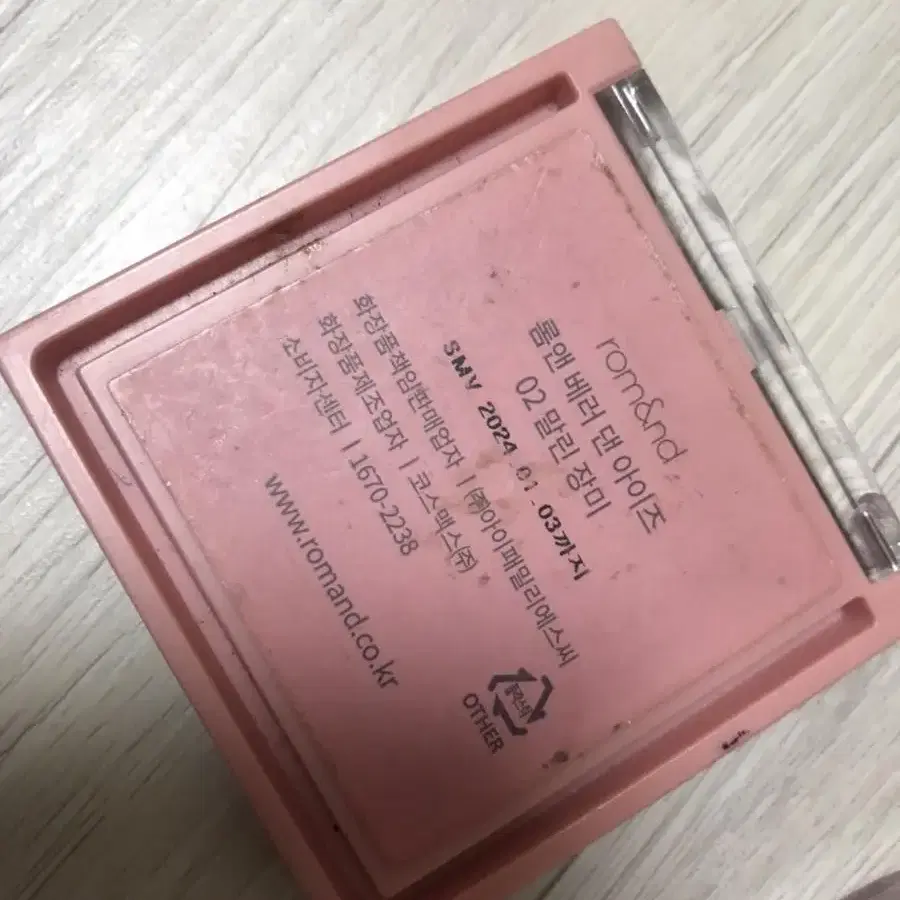 rom&nd
롬앤 베러 댄 아이즈
02 말린 장미
SMV 2024.01.03까지
화장품책임판매업자 | ㈜아이패밀리에스씨
화장품제조업자 | 코스맥스㈜
소비자센터 | 1670-2238
www.romand.co.kr
OTHER